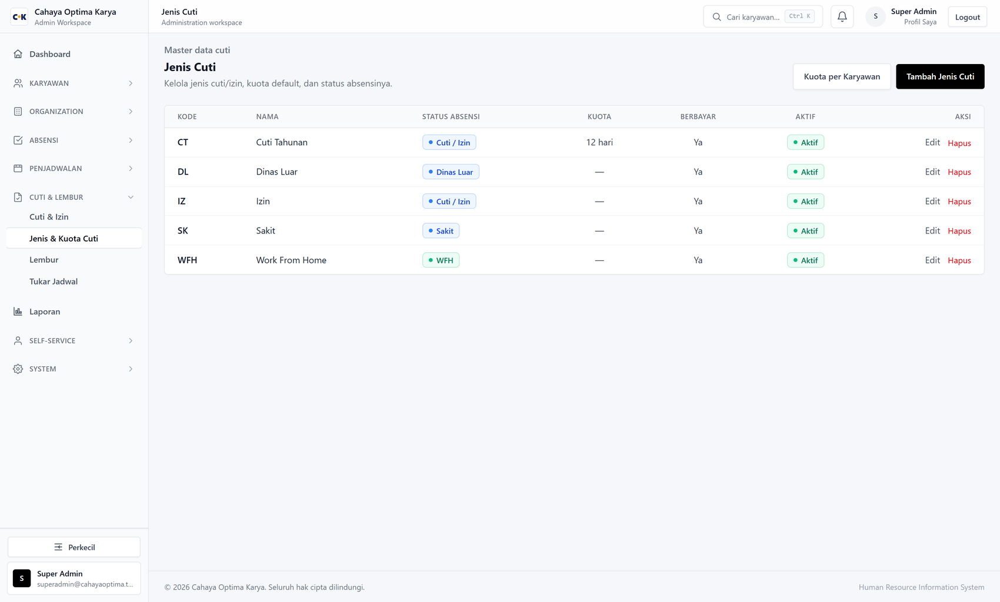 C•K
Cahaya Optima Karya
Admin Workspace
Jenis Cuti
Administration workspace
Cari karyawan...
Ctrl K
S
Super Admin
Profil Saya
Logout
Dashboard
KARYAWAN
ORGANIZATION
ABSENSI
PENJADWALAN
CUTI & LEMBUR
Cuti & Izin
Jenis & Kuota Cuti
Lembur
Tukar Jadwal
Laporan
SELF-SERVICE
SYSTEM
Perkecil
S
Super Admin
superadmin@cahayaoptima.t...
Master data cuti
Jenis Cuti
Kelola jenis cuti/izin, kuota default, dan status absensinya.
Kuota per Karyawan
Tambah Jenis Cuti
KODE NAMA STATUS ABSENSI KUOTA BERBAYAR AKTIF AKSI
CT Cuti Tahunan Cuti / Izin 12 hari Ya Aktif Edit Hapus
DL Dinas Luar Dinas Luar — Ya Aktif Edit Hapus
IZ Izin Cuti / Izin — Ya Aktif Edit Hapus
SK Sakit Sakit — Ya Aktif Edit Hapus
WFH Work From Home WFH — Ya Aktif Edit Hapus
© 2026 Cahaya Optima Karya. Seluruh hak cipta dilindungi.
Human Resource Information System